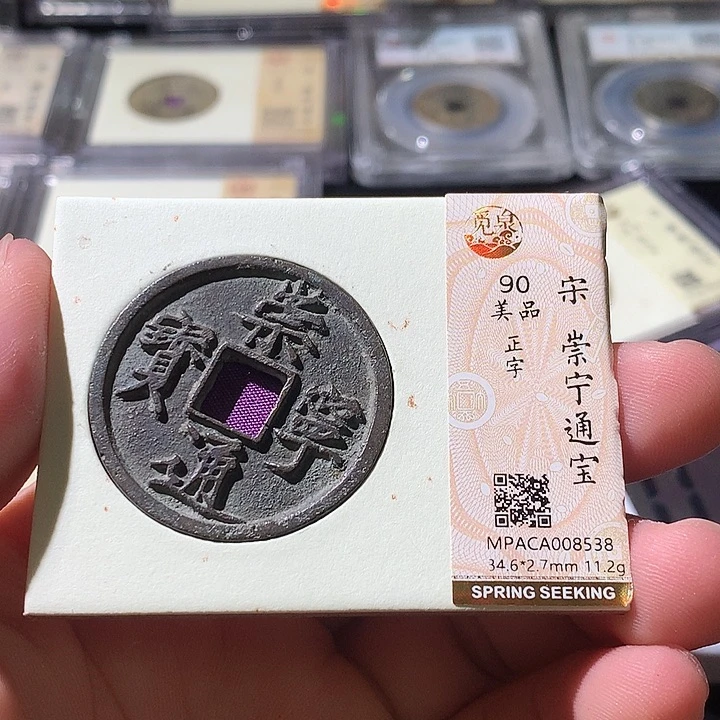 崇寧通寶
觅泉
90
美品
正字
宋 崇宁通宝
MPACA008538
34.6*2.7mm 11.2g
SPRING SEEKING